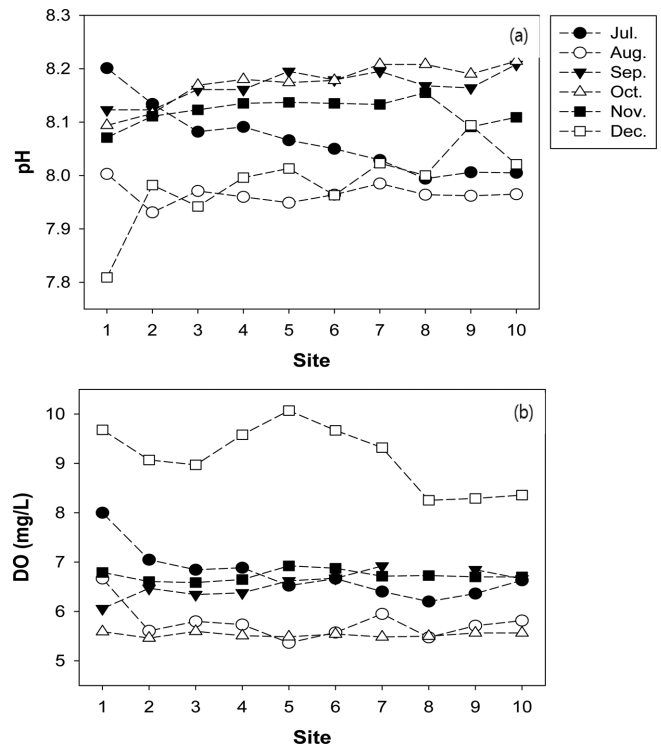 8.3
8.2
8.1
8.0
7.9
7.8
pH
(a)
1 2 3 4 5 6 7 8 9 10
Site
Jul.
Aug.
Sep.
Oct.
Nov.
Dec.
10
9
8
7
6
5
DO (mg/L)
(b)
1 2 3 4 5 6 7 8 9 10
Site